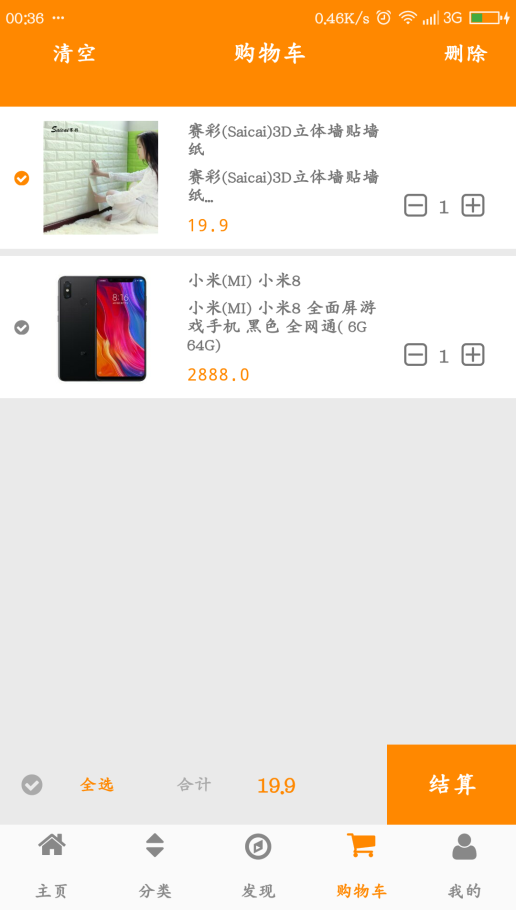 00:36 ...
0.46K/s 3G
清空 购物车 删除
Saicai
赛彩(Saicai)3D立体墙贴墙
纸
赛彩(Saicai)3D立体墙贴墙
纸...
19.9
1
小米(MI) 小米8
小米(MI) 小米8 全面屏游
戏手机 黑色 全网通( 6G
64G)
2888.0
1
8:16
全选 合计 19.9 结算
主页 分类 发现 购物车 我的